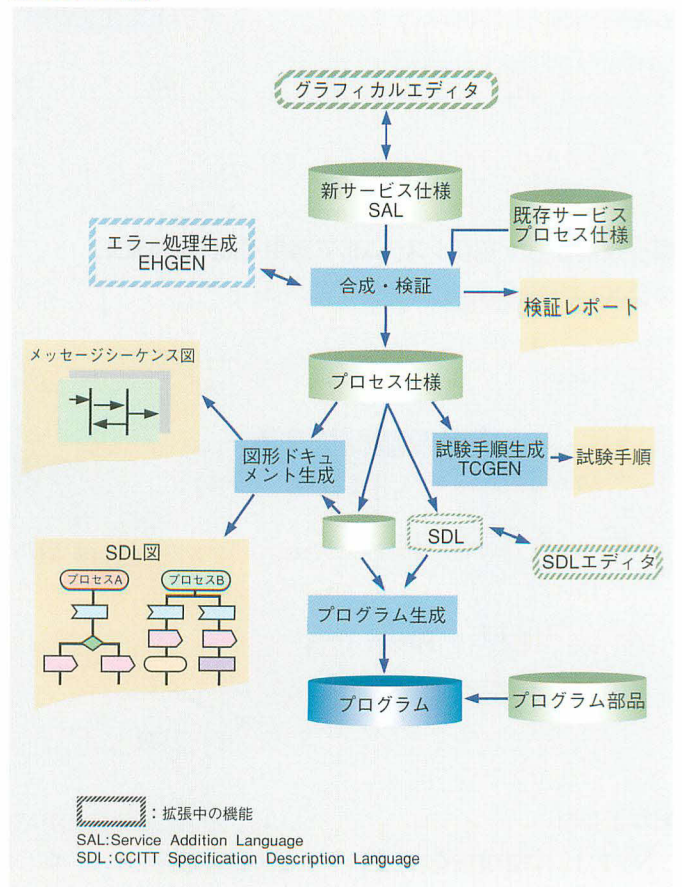 グラフィカルエディタ
新サービス仕様
SAL
既存サービス
プロセス仕様
エラー処理生成
EHGEN
合成・検証
検証レポート
メッセージシーケンス図
プロセス仕様
図形ドキュ
メント生成
試験手順生成
TCGEN
試験手順
SDL
SDLエディタ
SDL図
プロセスA
プロセスB
プログラム生成
プログラム
プログラム部品
：拡張中の機能
SAL:Service Addition Language
SDL:CCITT Specification Description Language